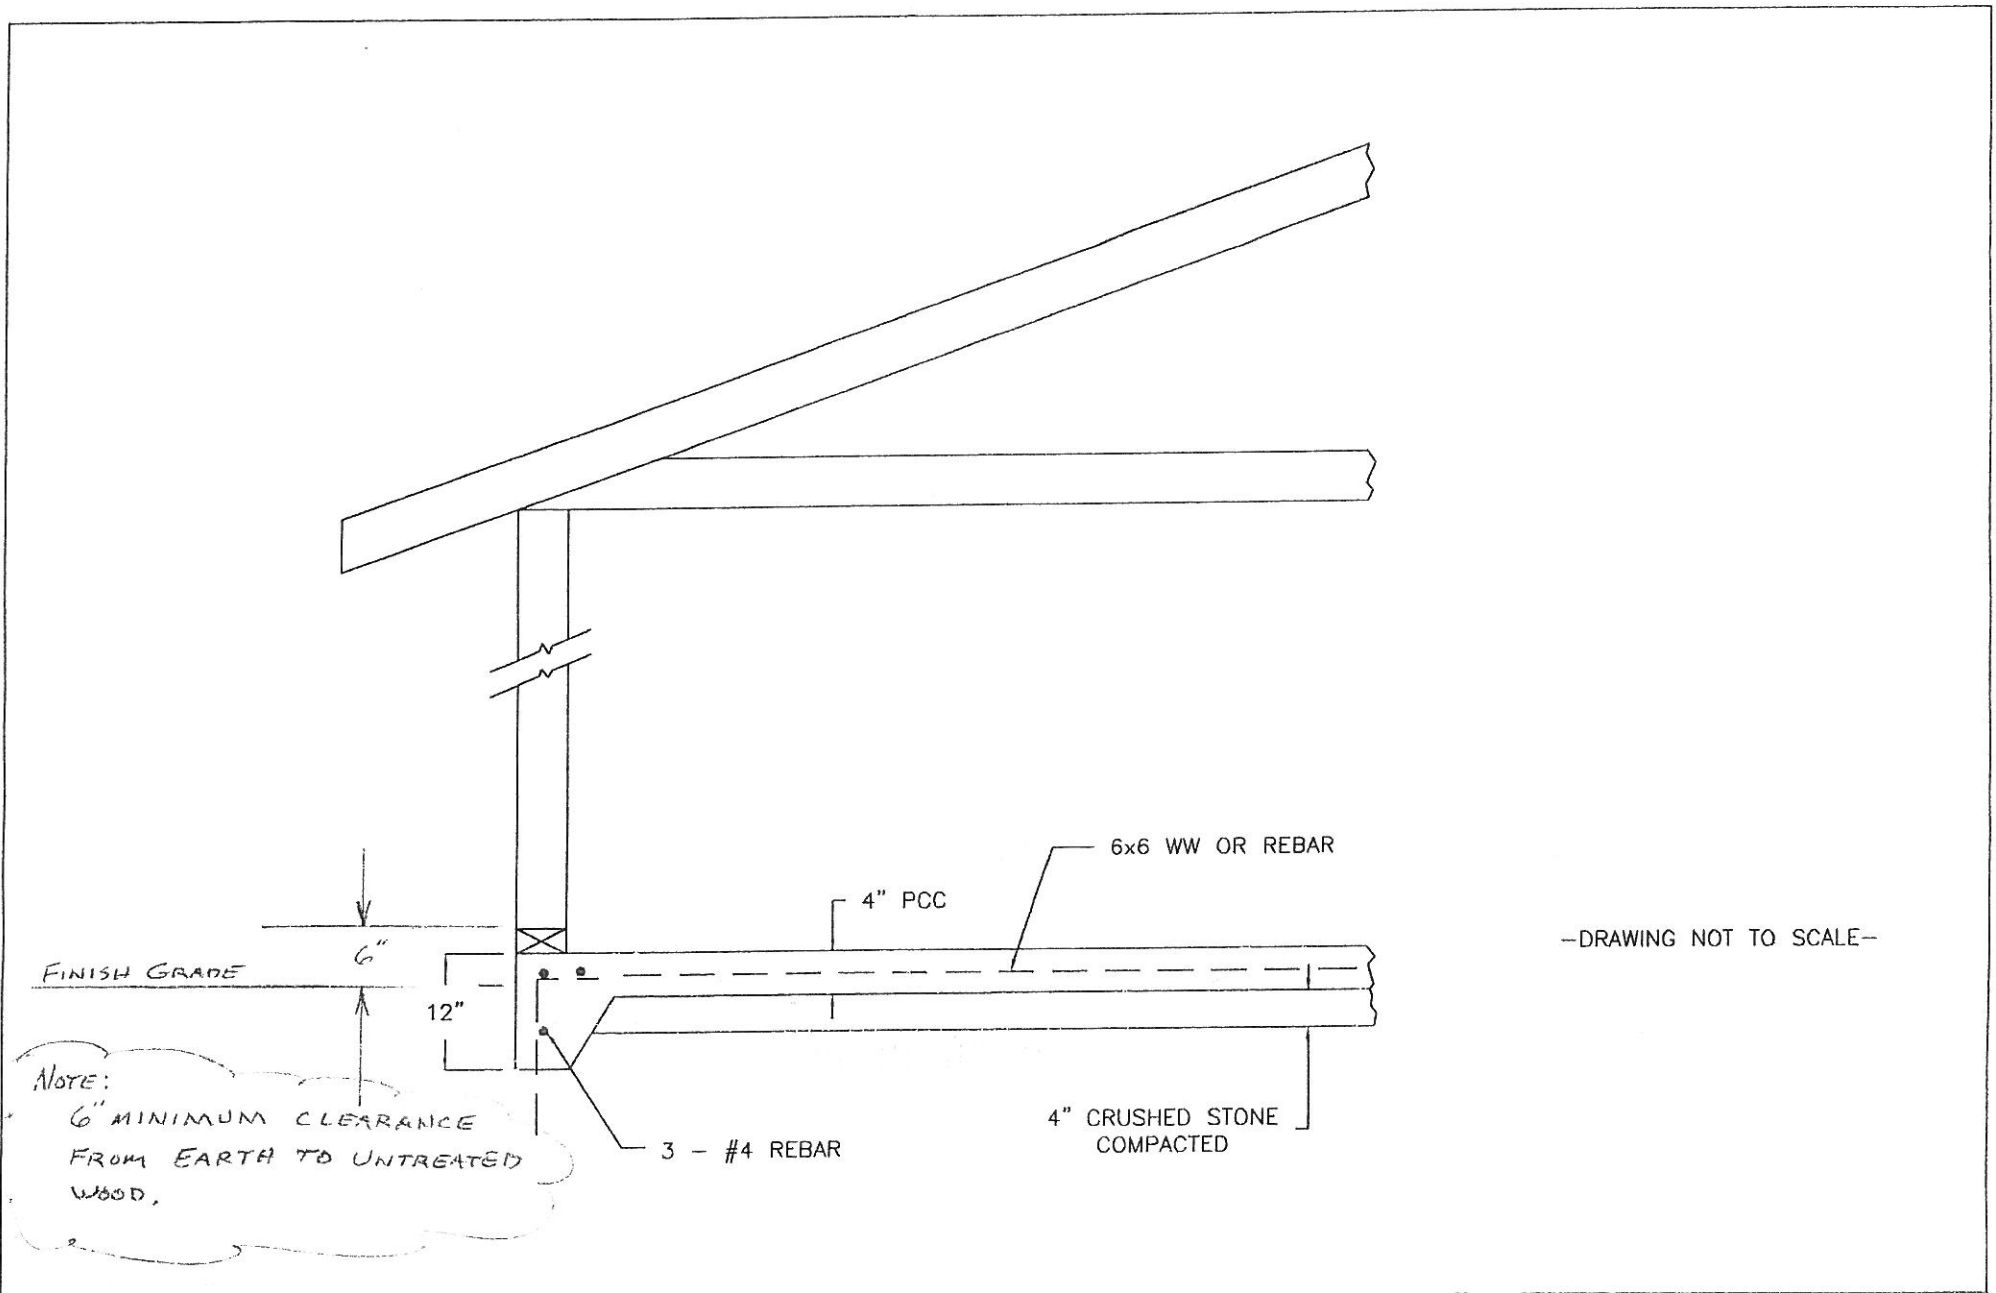 6x6 WW OR REBAR
4" PCC
-DRAWING NOT TO SCALE-
6"
FINISH GRADE
12"
NOTE:
6" MINIMUM CLEARANCE
FROM EARTH TO UNTREATED
WOOD.
3 - #4 REBAR
4" CRUSHED STONE
COMPACTED